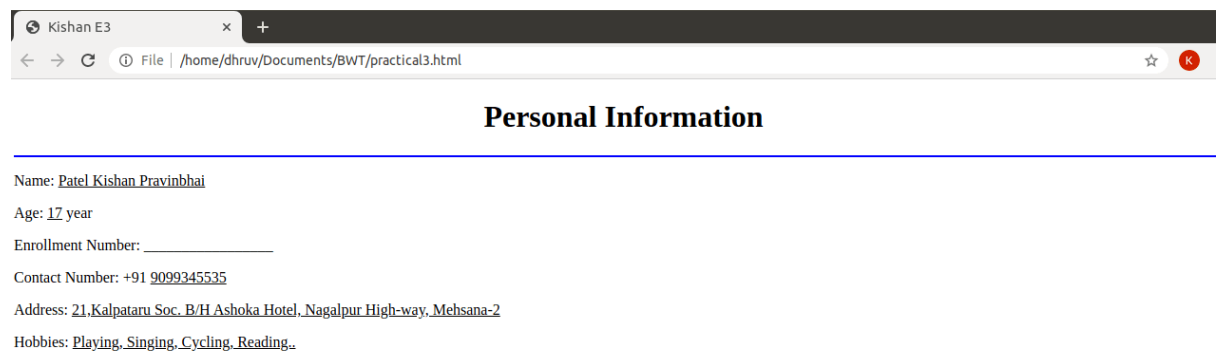 Kishan E3
File | /home/dhruv/Documents/BWT/practical3.html
K
Personal Information
Name: Patel Kishan Pravinbhai
Age: 17 year
Enrollment Number: _________________
Contact Number: +91 9099345535
Address: 21,Kalpataru Soc. B/H Ashoka Hotel, Nagalpur High-way, Mehsana-2
Hobbies: Playing, Singing, Cycling, Reading..